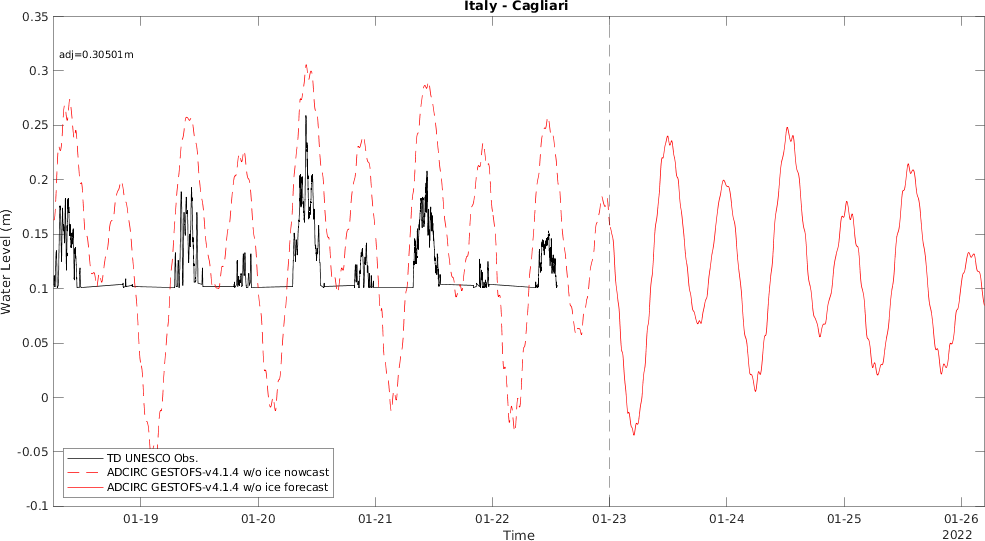 Italy - Cagliari
adj=0.30501m
0.35
0.3
0.25
0.2
0.15
0.1
0.05
0
-0.05
-0.1
Water Level (m)
TD UNESCO Obs.
ADCIRC GESTOFS-v4.1.4 w/o ice nowcast
ADCIRC GESTOFS-v4.1.4 w/o ice forecast
01-19 01-20 01-21 01-22 01-23 01-24 01-25 01-26
2022
Time